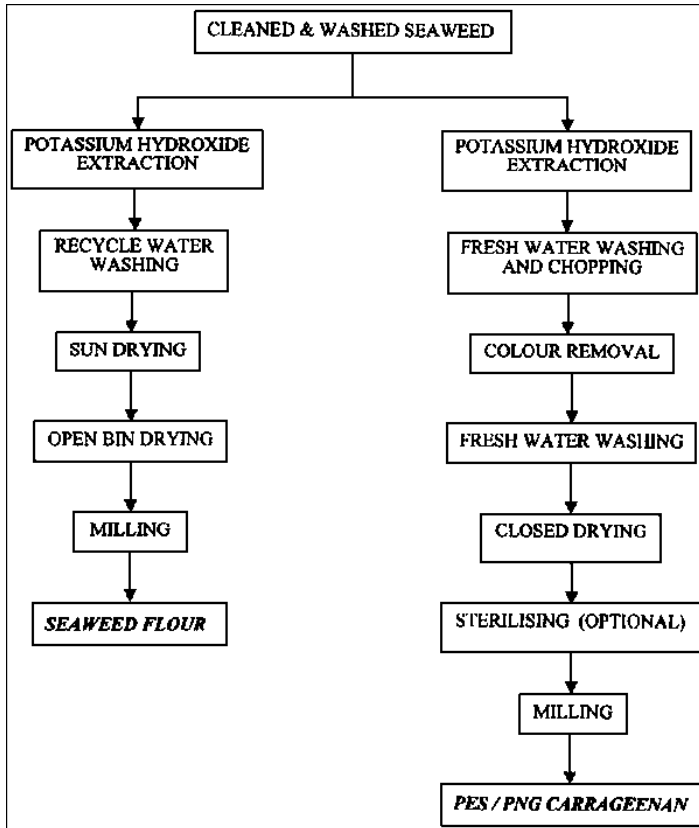 CLEANED & WASHED SEAWEED
POTASSIUM HYDROXIDE
EXTRACTION
RECYCLE WATER
WASHING
SUN DRYING
OPEN BIN DRYING
MILLING
SEAWEED FLOUR
POTASSIUM HYDROXIDE
EXTRACTION
FRESH WATER WASHING
AND CHOPPING
COLOUR REMOVAL
FRESH WATER WASHING
CLOSED DRYING
STERILISING (OPTIONAL)
MILLING
PES / PNG CARRAGEENAN